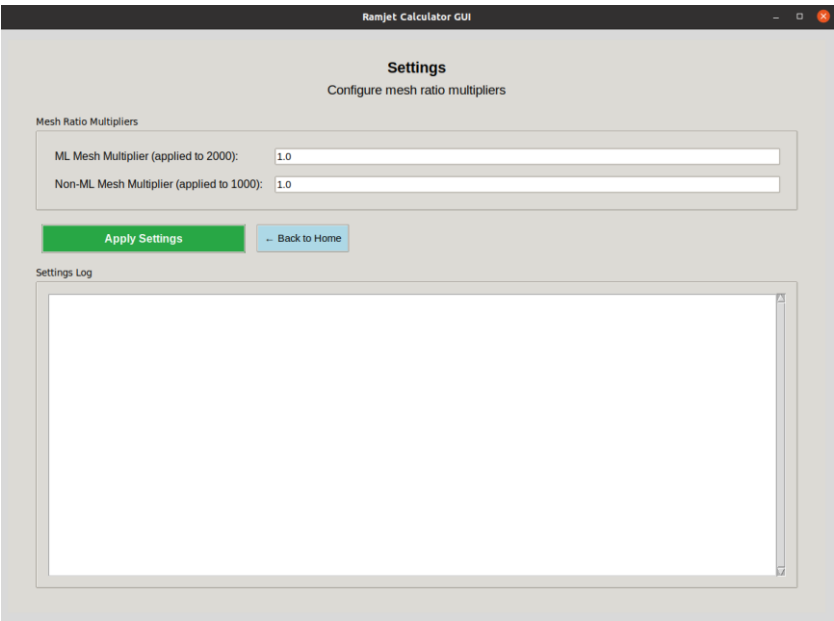 Ramjet Calculator GUI
Settings
Configure mesh ratio multipliers
Mesh Ratio Multipliers
ML Mesh Multiplier (applied to 2000): 1.0
Non-ML Mesh Multiplier (applied to 1000): 1.0
Apply Settings ← Back to Home
Settings Log